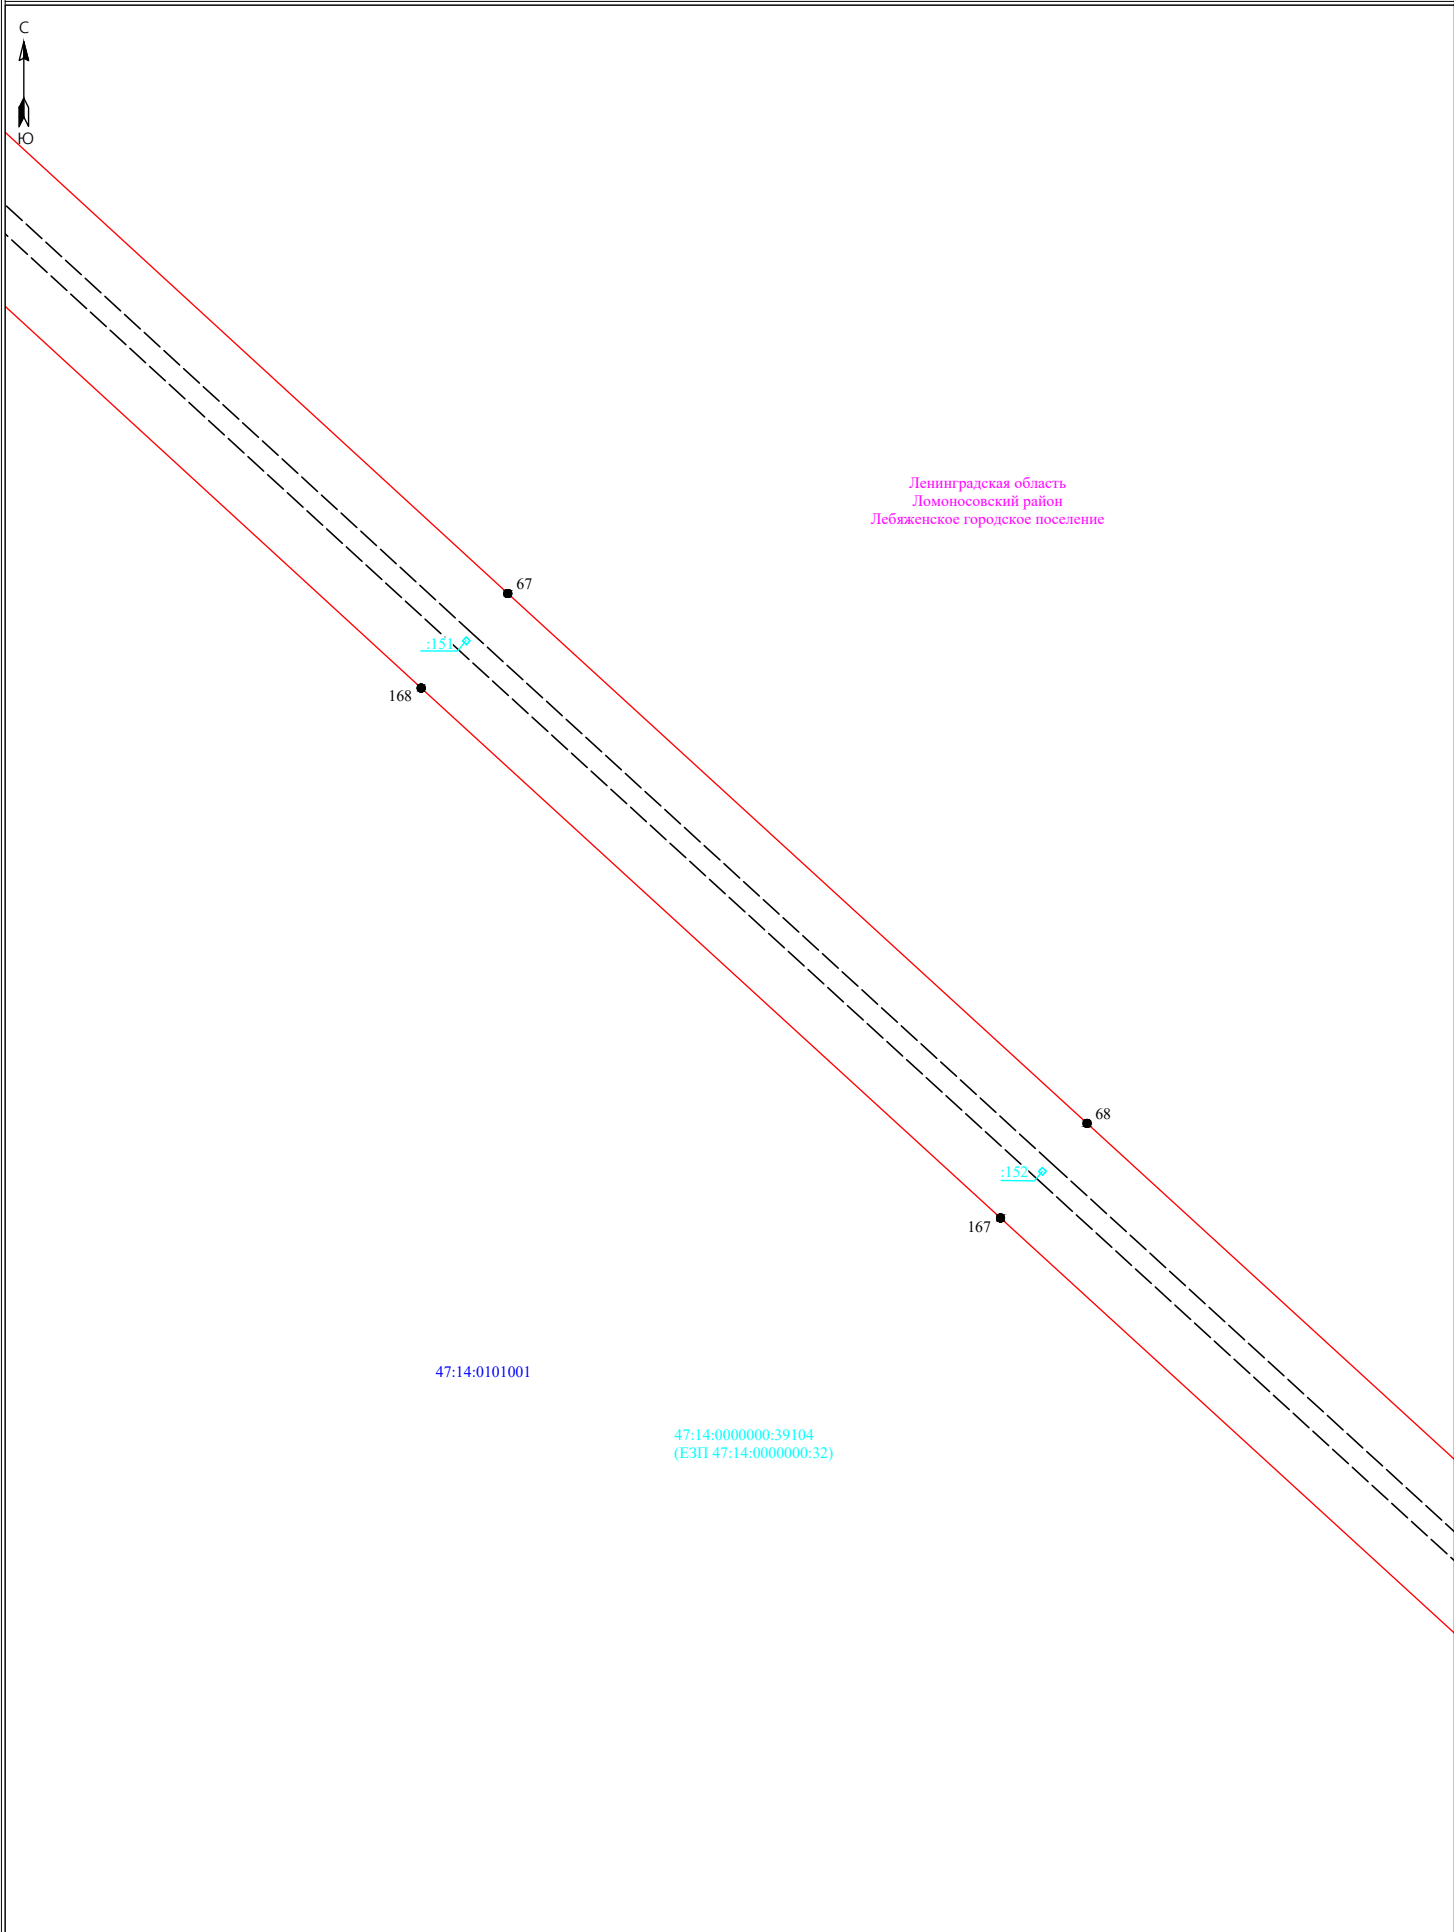 С
Ю
Ленинградская область
Ломоносовский район
Лебяженское городское поселение
67
:151
168
68
:152
167
47:14:0101001
47:14:0000000:39104
(ЕЗП 47:14:0000000:32)